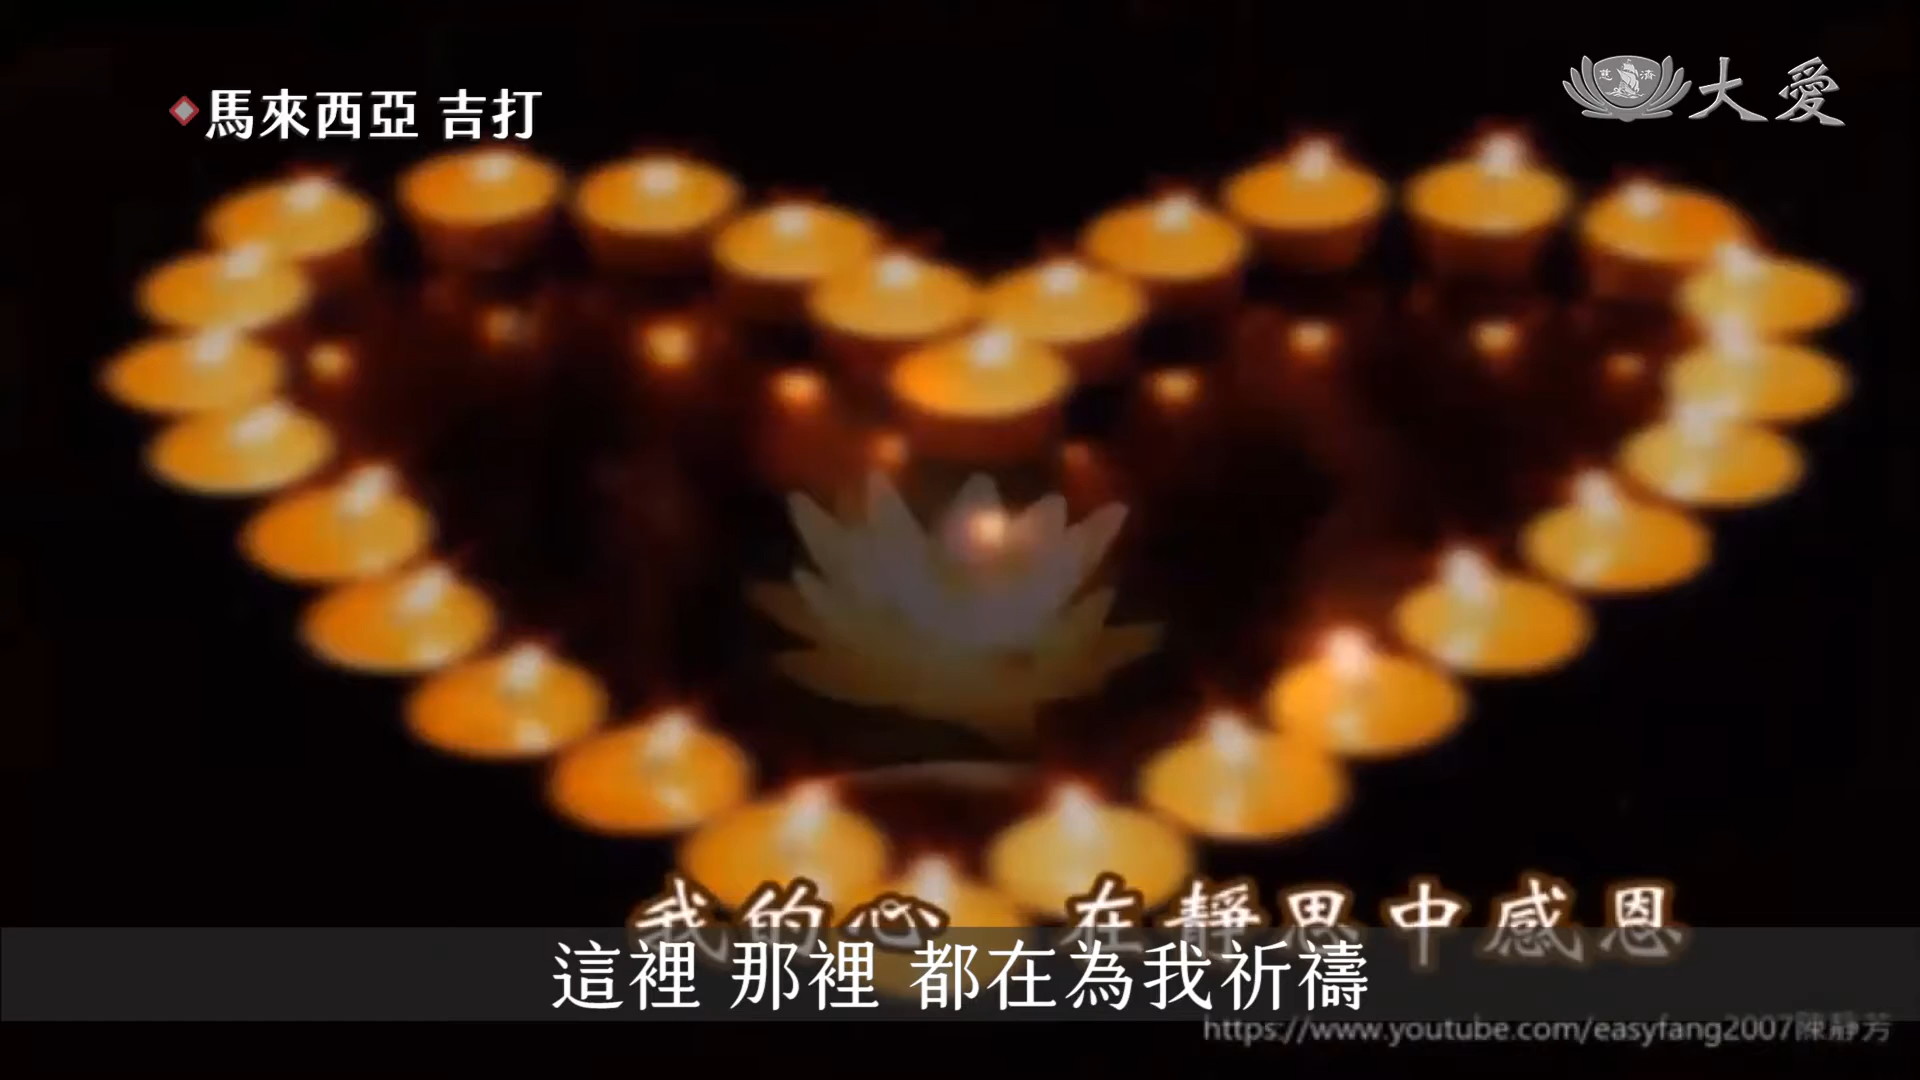 馬來西亞 吉打
慈濟
大愛
我的心 在靜思中感恩
這裡 那裡 都在為我祈禱
https://www.youtube.com/easyfang2007陳靜芳